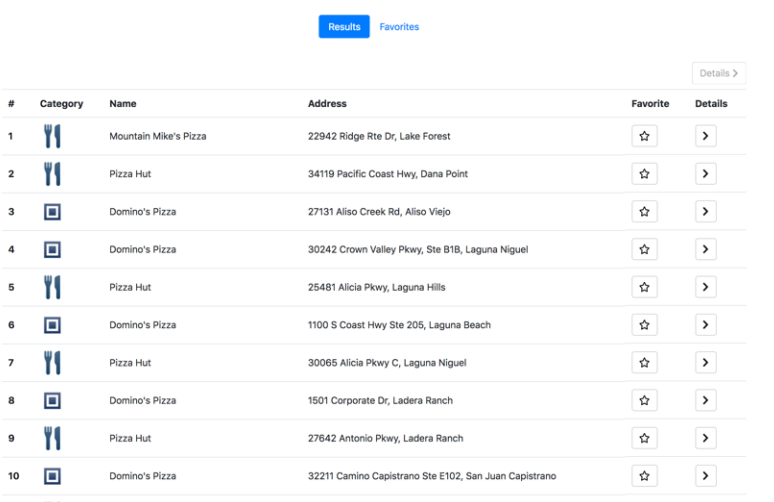 Results Favorites
Details
# Category Name Address Favorite Details
1 Mountain Mike's Pizza 22942 Ridge Rte Dr, Lake Forest
2 Pizza Hut 34119 Pacific Coast Hwy, Dana Point
3 Domino's Pizza 27131 Aliso Creek Rd, Aliso Viejo
4 Domino's Pizza 30242 Crown Valley Pkwy, Ste B1B, Laguna Niguel
5 Pizza Hut 25481 Alicia Pkwy, Laguna Hills
6 Domino's Pizza 1100 S Coast Hwy Ste 205, Laguna Beach
7 Pizza Hut 30065 Alicia Pkwy C, Laguna Niguel
8 Domino's Pizza 1501 Corporate Dr, Ladera Ranch
9 Pizza Hut 27642 Antonio Pkwy, Ladera Ranch
10 Domino's Pizza 32211 Camino Capistrano Ste E102, San Juan Capistrano